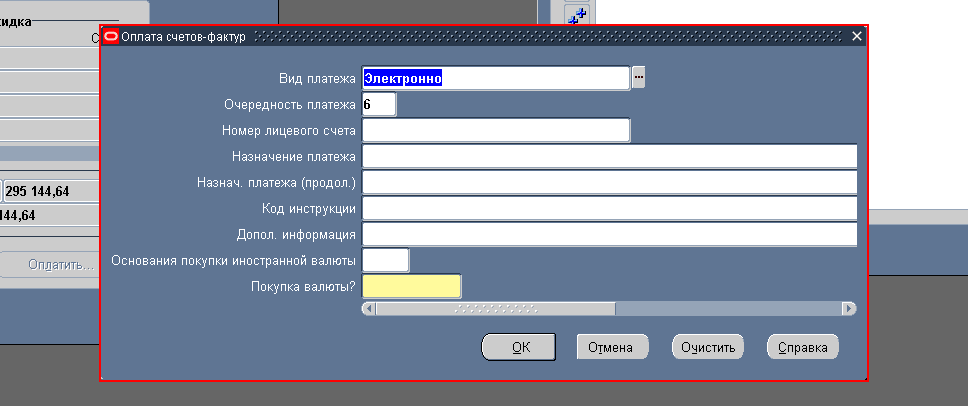 кидка
С
Оплата счетов-фактур
Вид платежа Электронно ...
Очередность платежа 6
Номер лицевого счета
Назначение платежа
Назнач. платежа (продол.)
295 144,64
Код инструкции
144,64
Допол. информация
Основания покупки иностранной валюты
Оплатить...
Покупка валюты?
OK Отмена Очистить Справка